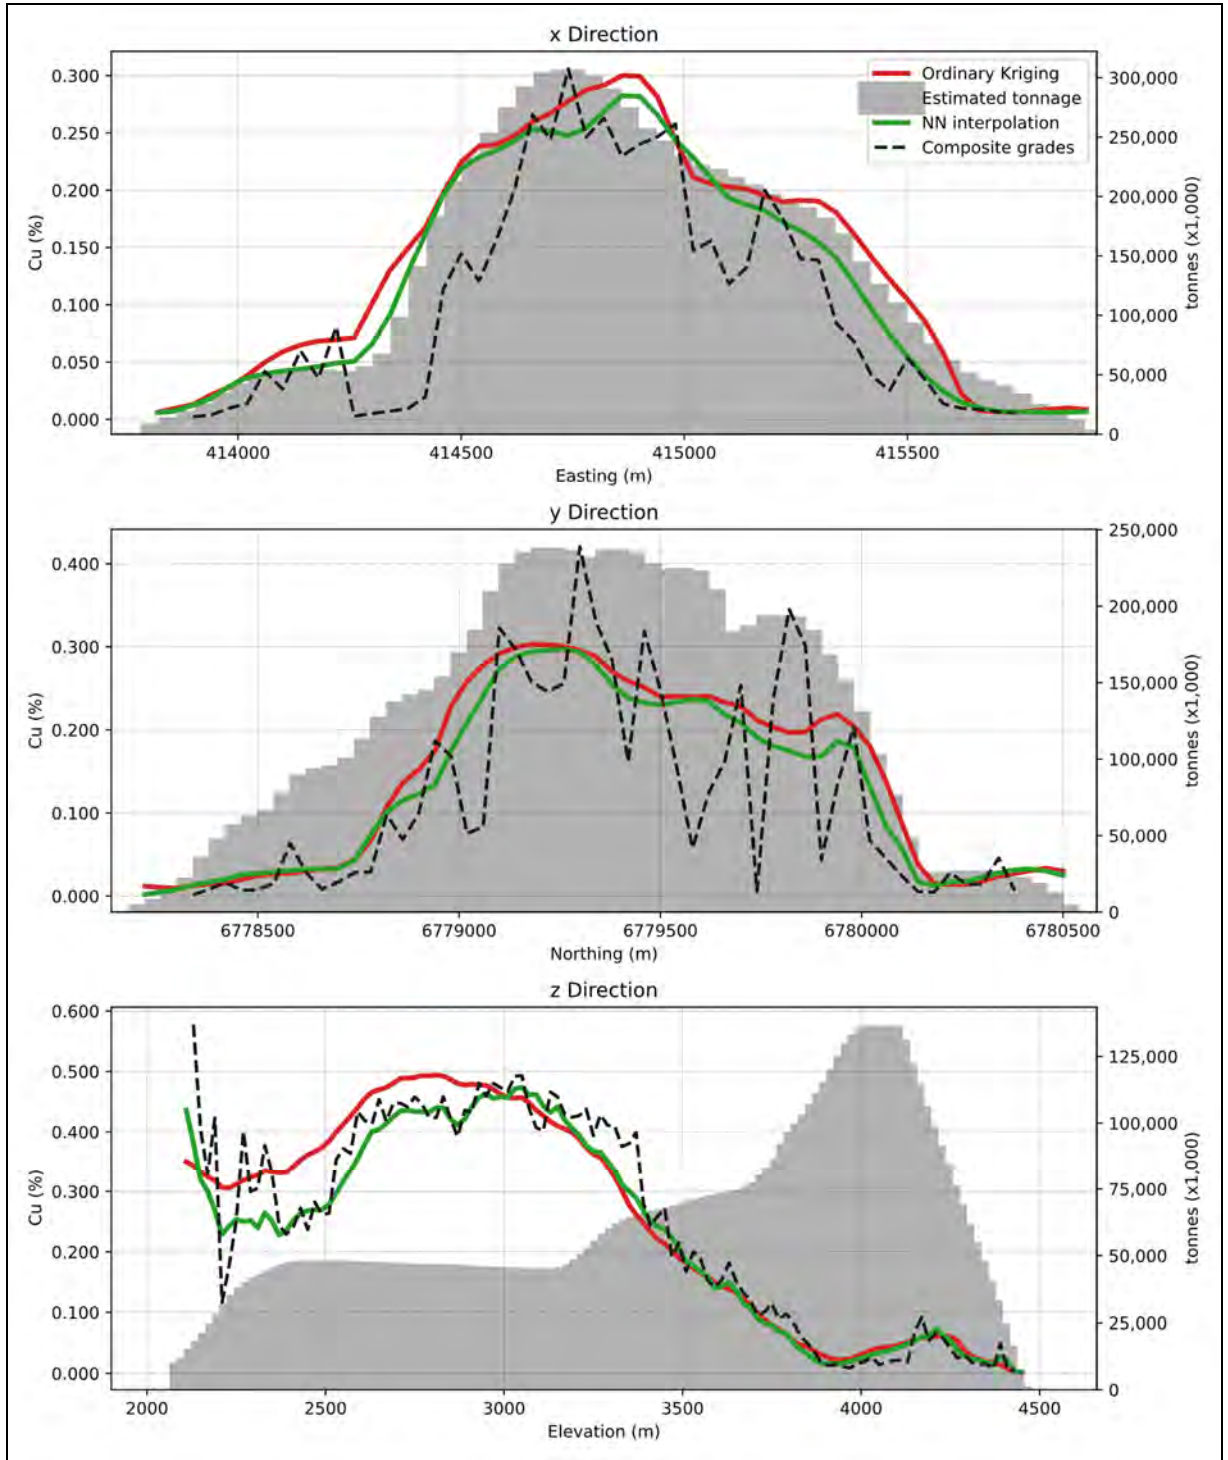 x Direction
Cu (%)
0.300
0.250
0.200
0.150
0.100
0.050
0.000
Ordinary Kriging
Estimated tonnage
NN interpolation
Composite grades
300,000
250,000
200,000
150,000
100,000
50,000
0
tonnes (x1,000)
414000 414500 415000 415500
Easting (m)
y Direction
Cu (%)
0.400
0.300
0.200
0.100
0.000
250,000
200,000
150,000
100,000
50,000
0
tonnes (x1,000)
6778500 6779000 6779500 6780000 6780500
Northing (m)
z Direction
Cu (%)
0.600
0.500
0.400
0.300
0.200
0.100
0.000
125,000
100,000
75,000
50,000
25,000
0
tonnes (x1,000)
2000 2500 3000 3500 4000 4500
Elevation (m)